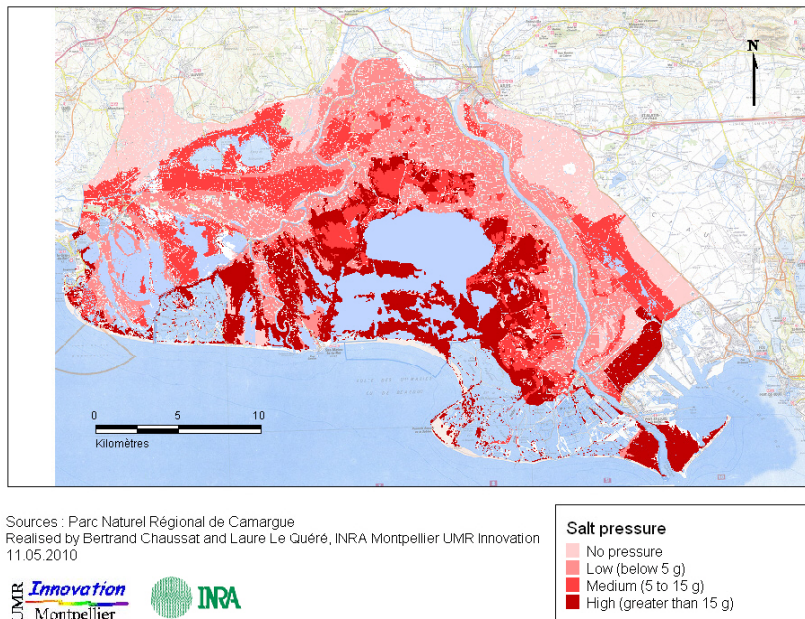 N
0 5 10
Kilomètres
Sources : Parc Naturel Régional de Camargue
Realised by Bertrand Chaussat and Laure Le Quéré, INRA Montpellier UMR Innovation
11.05.2010
UMR
Innovation
Montpellier
INRA
Salt pressure
No pressure
Low (below 5 g)
Medium (5 to 15 g)
High (greater than 15 g)